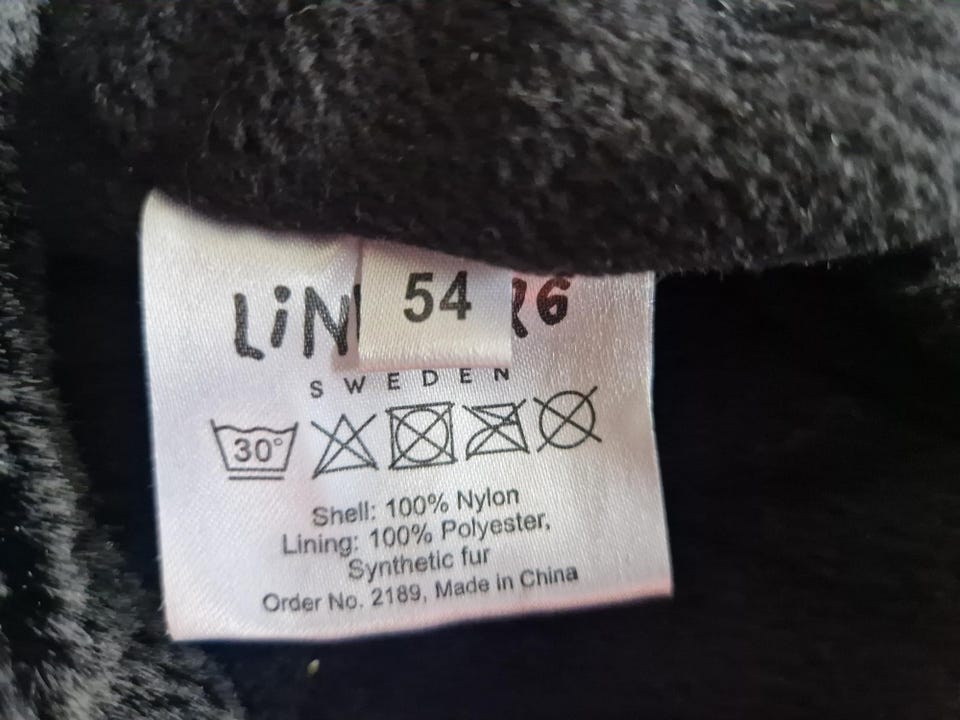 54
SWEDEN
30°
Shell: 100% Nylon
Lining: 100% Polyester,
Synthetic fur
Order No. 2189, Made in China